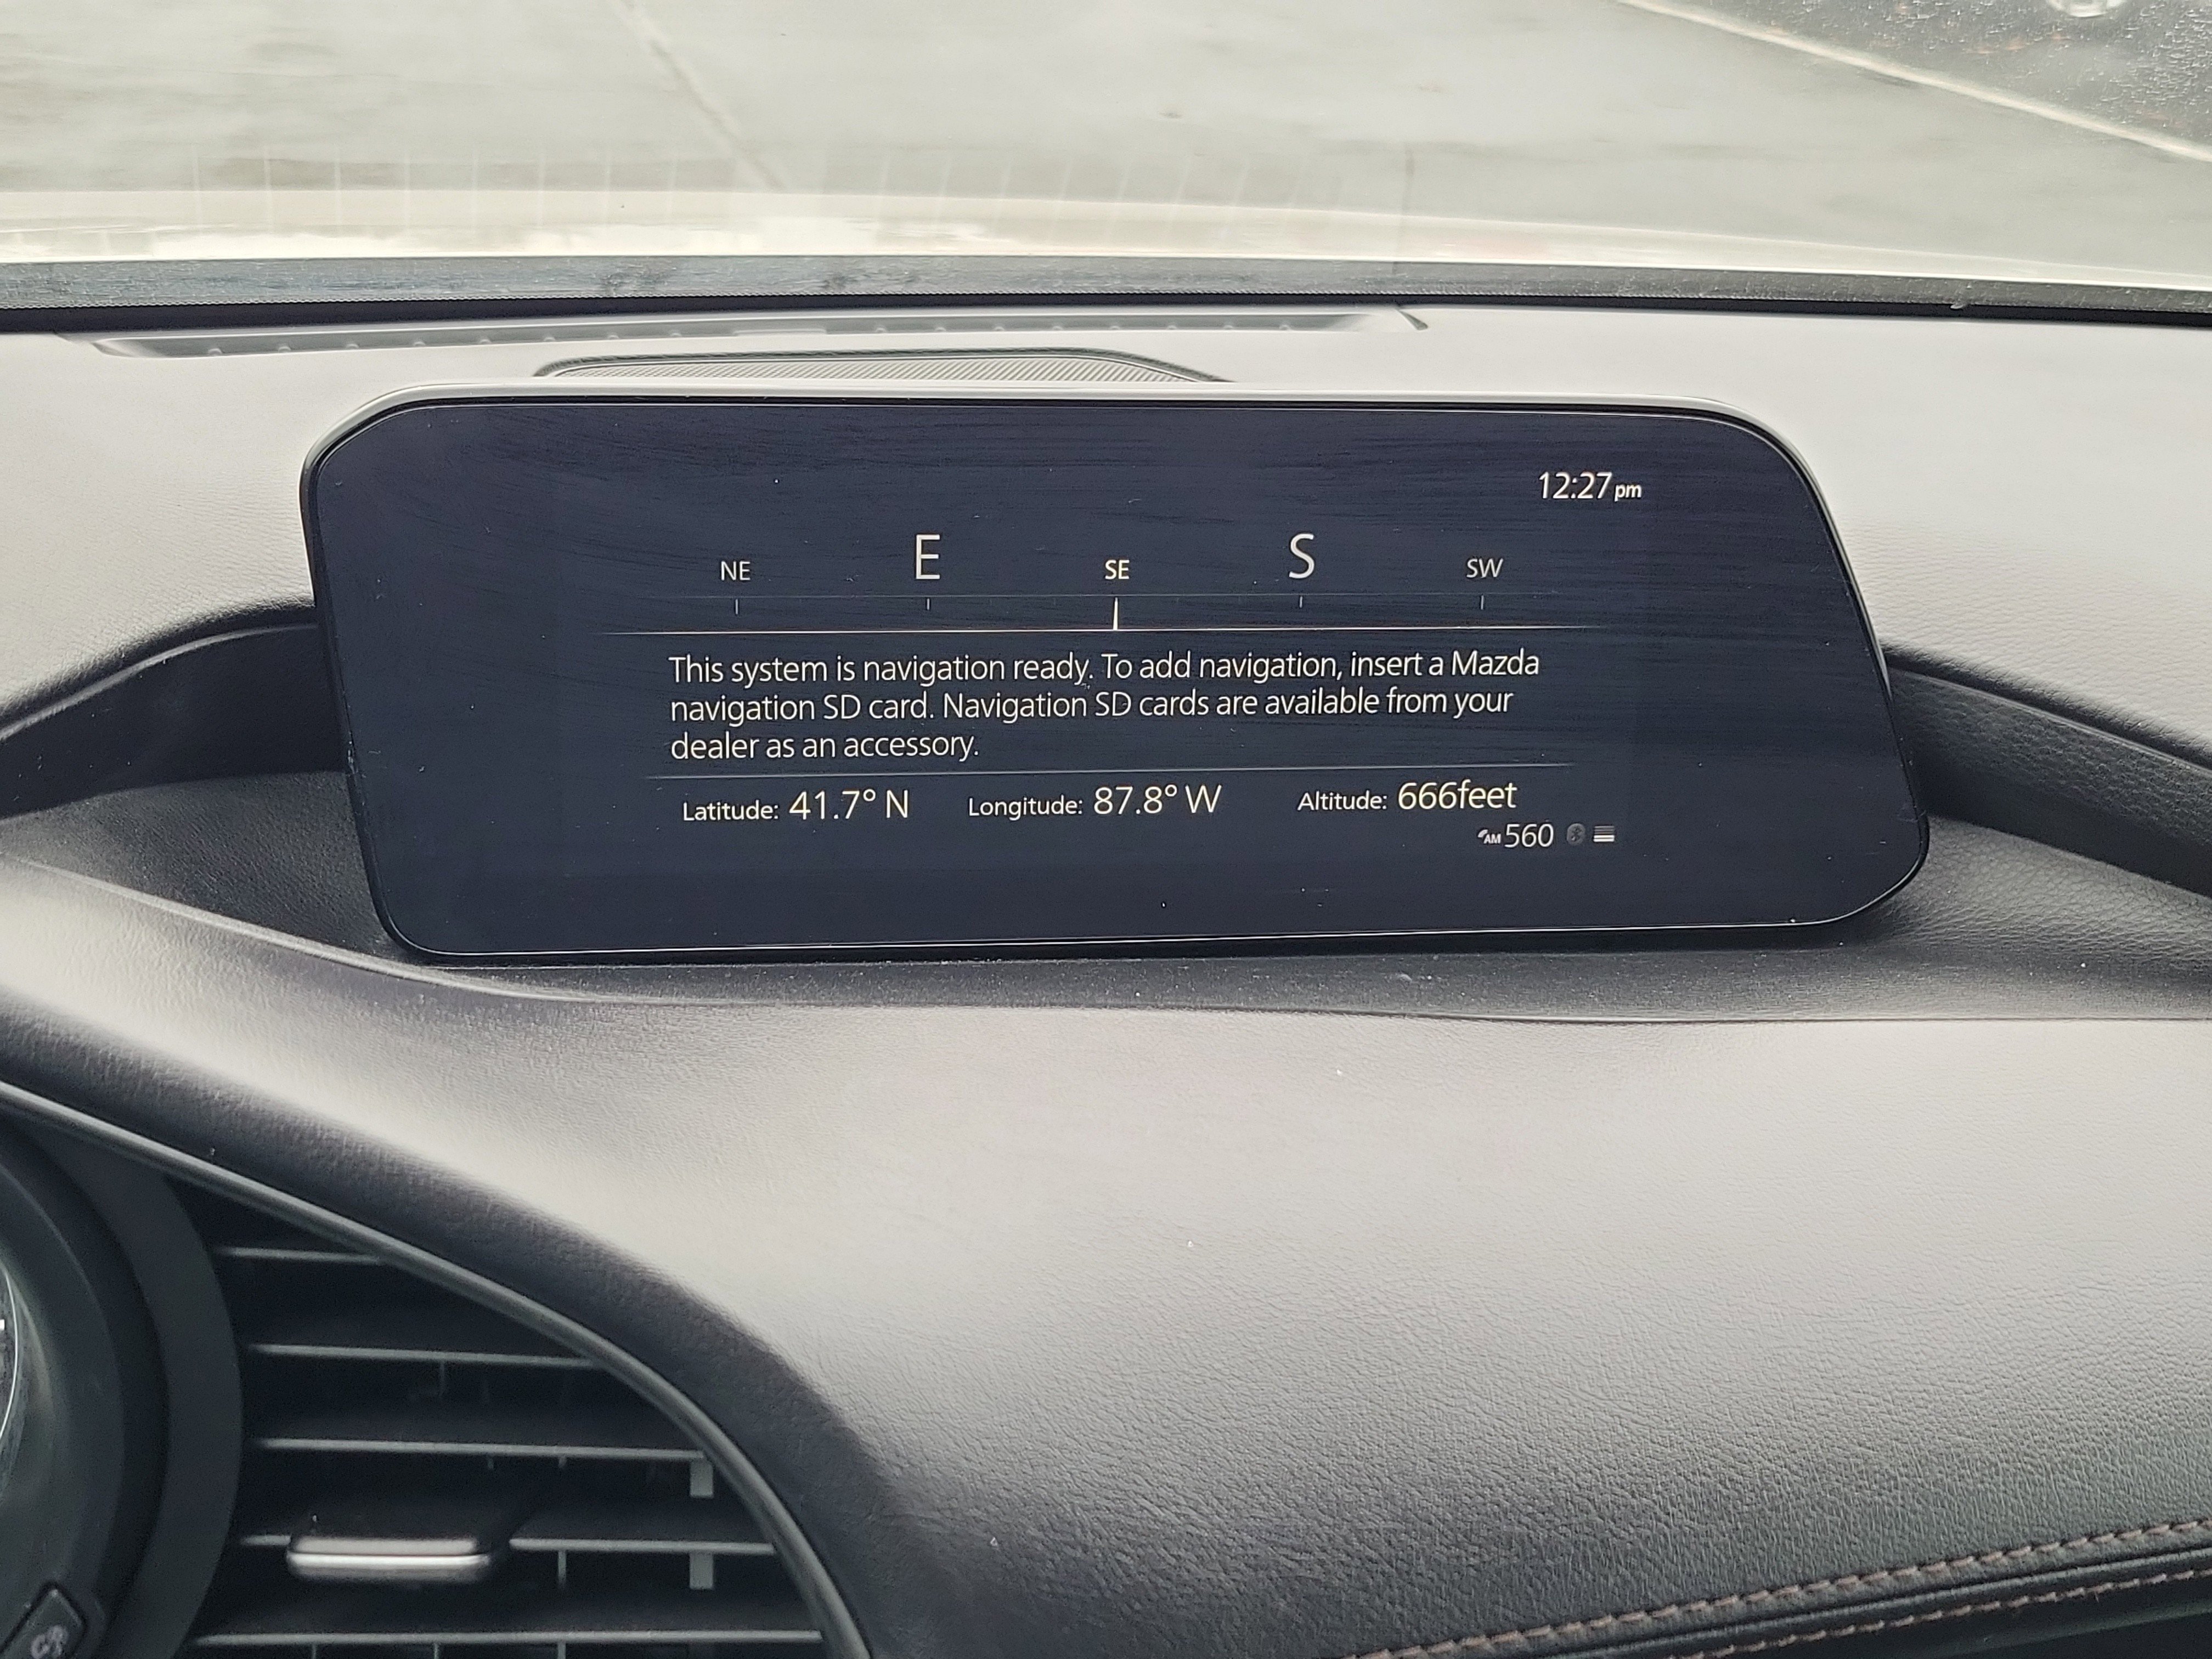 12:27pm
NE E SE S SW
This system is navigation ready. To add navigation, insert a Mazda
navigation SD card. Navigation SD cards are available from your
dealer as an accessory.
Latitude: 41.7° N Longitude: 87.8° W Altitude: 666feet
AM 560